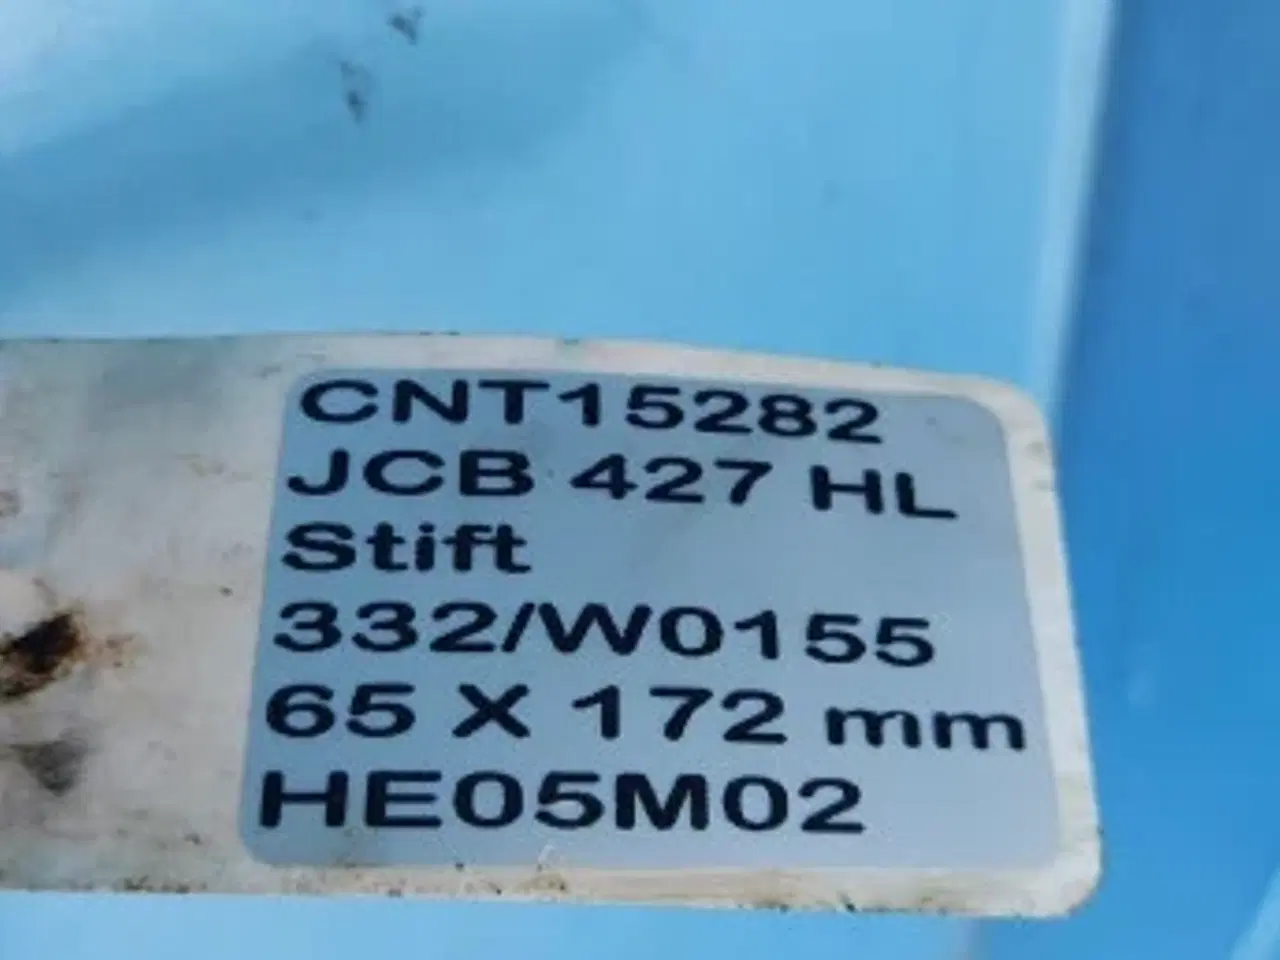 CNT15282
JCB 427 HL
Stift
332/W0155
65 X 172 mm
HE05M02